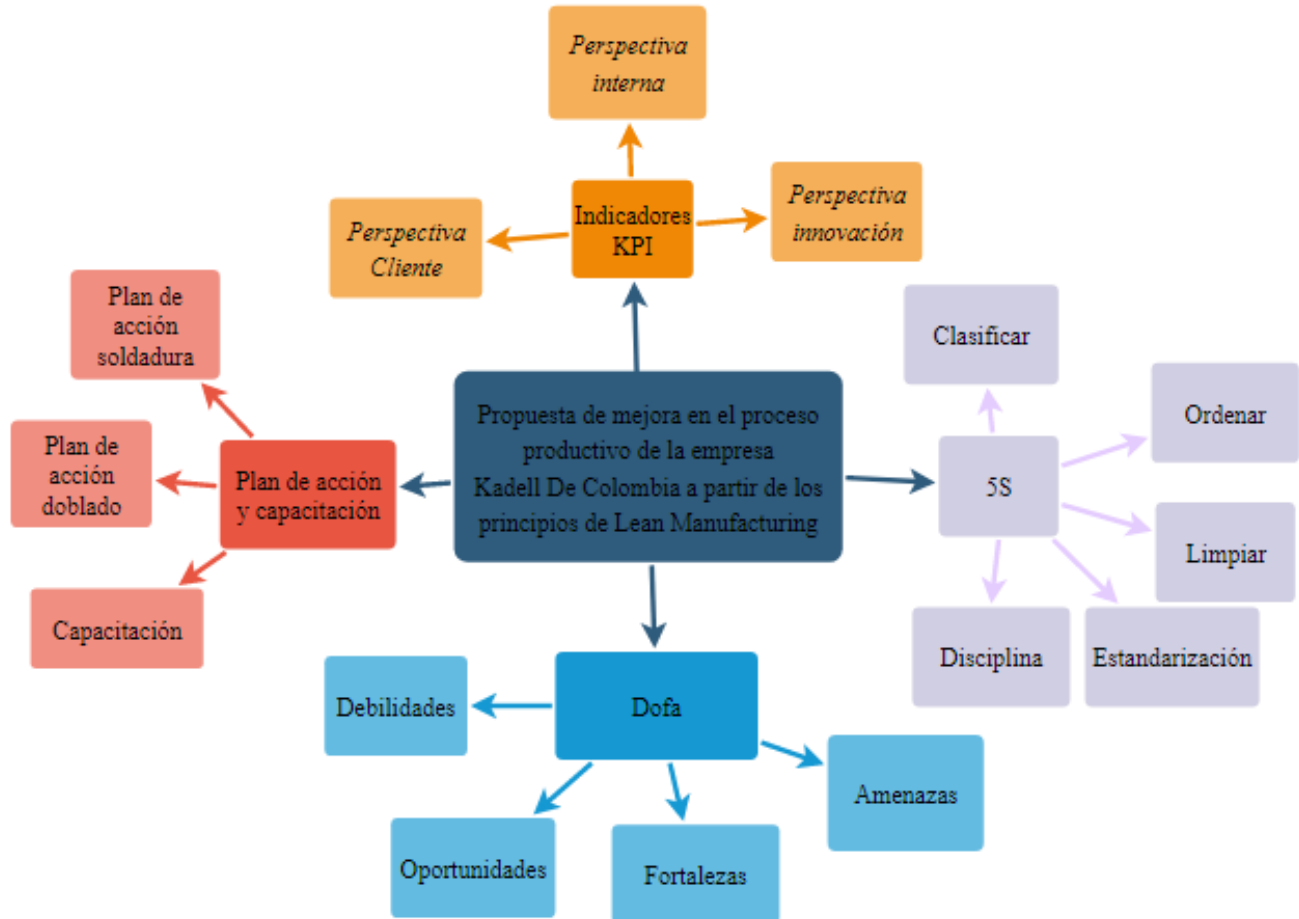 Perspectiva
interna
Indicadores
KPI
Perspectiva
innovación
Perspectiva
Cliente
Plan de
acción
soldadura
Plan de
acción
doblado
Plan de acción
y capacitación
Capacitación
Propuesta de mejora en el proceso
productivo de la empresa
Kadell De Colombia a partir de los
principios de Lean Manufacturing
Clasificar
Ordenar
5S
Limpiar
Disciplina
Estandarización
Debilidades
Dofa
Amenazas
Oportunidades
Fortalezas